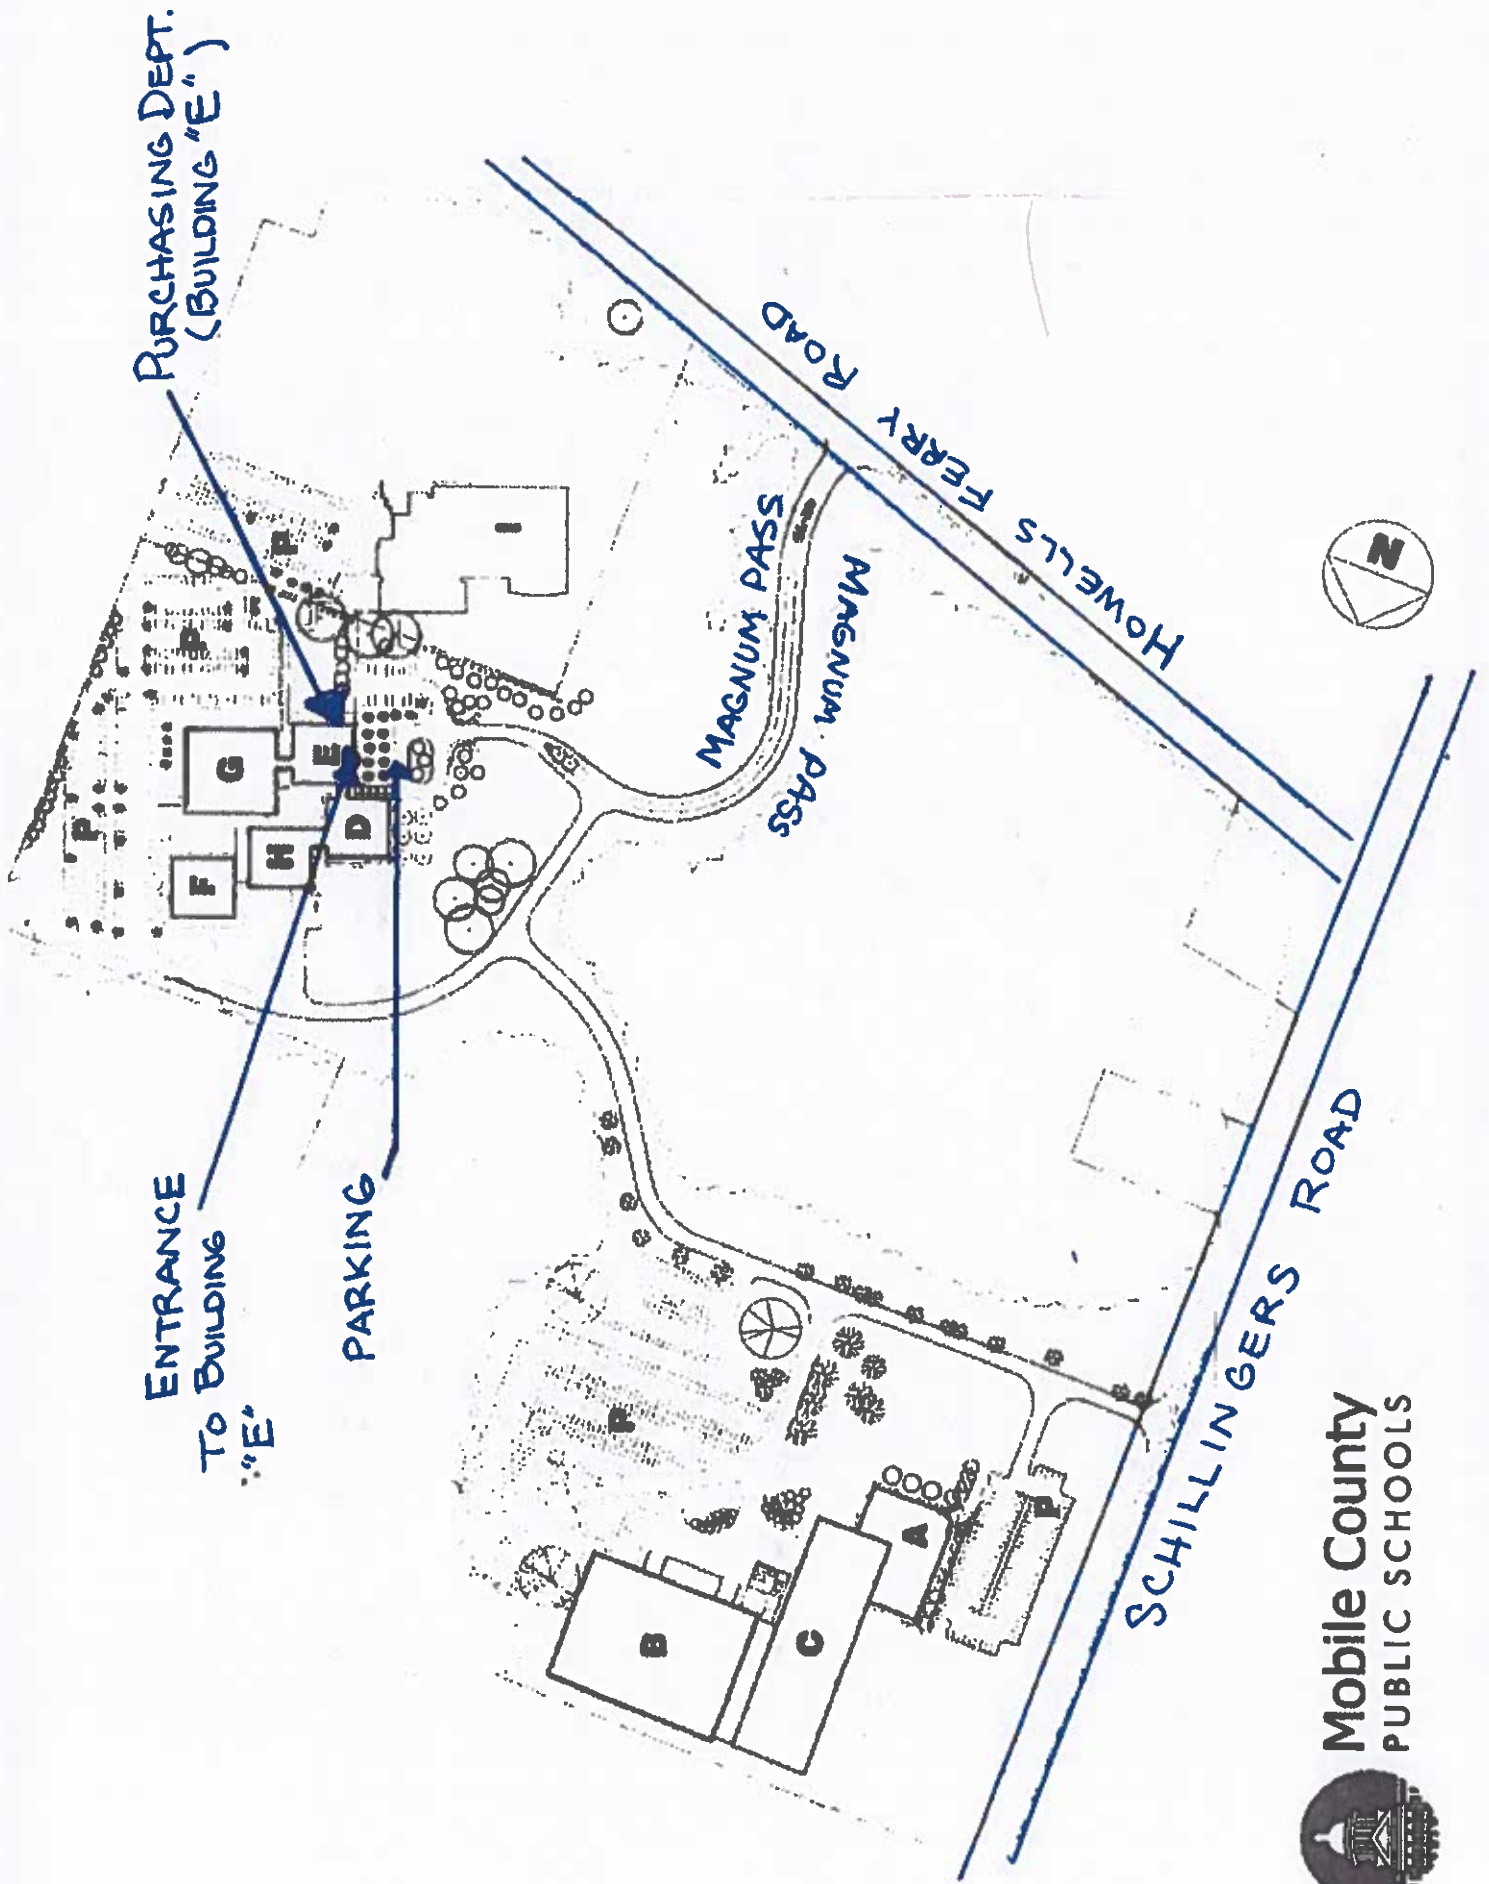 PURCHASING DEPT.
(BUILDING "E")
ENTRANCE
TO BUILDING
"E"
PARKING
P
P
P
G
E
D
H
F
I
MAGNUM PASS
MAGNUM PASS
HOWELLS FERRY ROAD
N
P
B
C
A
P
SCHILLINGERS ROAD
Mobile County
PUBLIC SCHOOLS